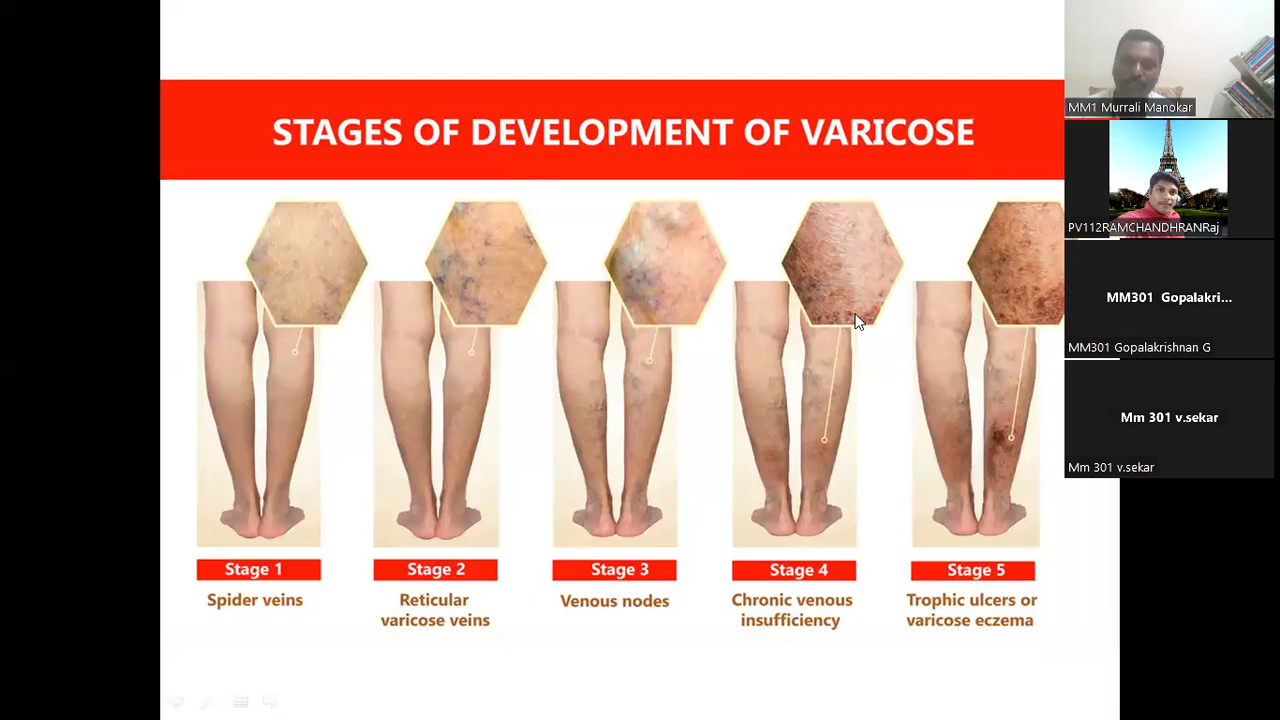 STAGES OF DEVELOPMENT OF VARICOSE
Stage 1
Spider veins
Stage 2
Reticular
varicose veins
Stage 3
Venous nodes
Stage 4
Chronic venous
insufficiency
Stage 5
Trophic ulcers or
varicose eczema
MM1 Murrali Manokar
PV112RAMCHANDHRANRaj
MM301 Gopalakri...
MM301 Gopalakrishnan G
Mm 301 v.sekar
Mm 301 v.sekar